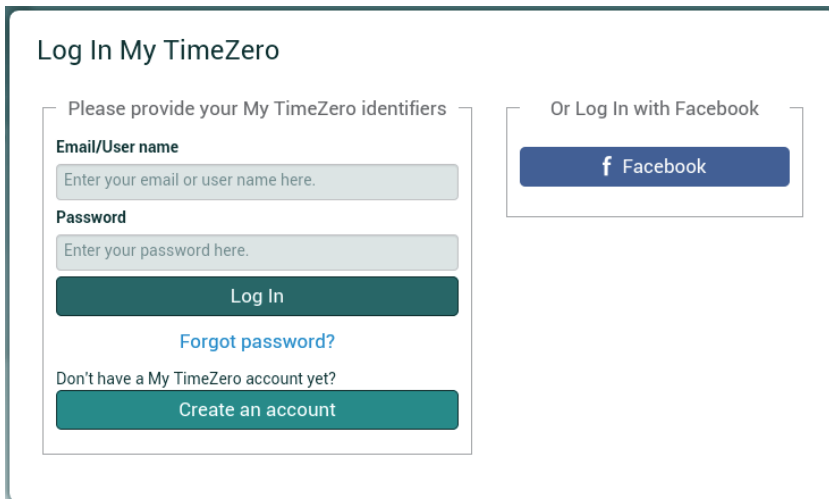 Log In My TimeZero
Please provide your My TimeZero identifiers
Email/User name
Enter your email or user name here.
Password
Enter your password here.
Log In
Forgot password?
Don't have a My TimeZero account yet?
Create an account
Or Log In with Facebook
f Facebook